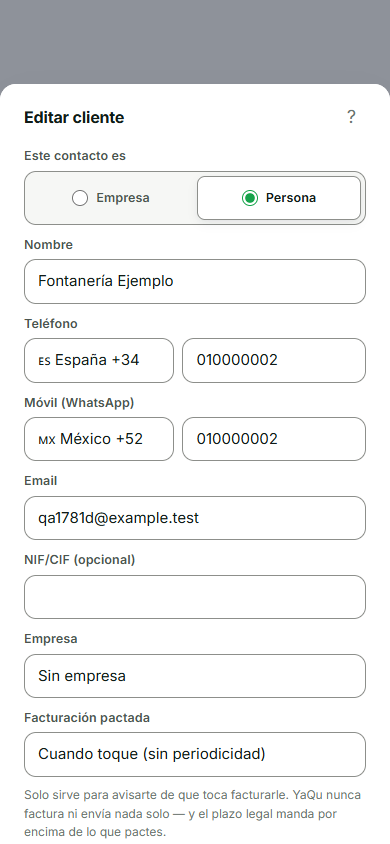 Editar cliente
?
Este contacto es
Empresa
Persona
Nombre
Fontanería Ejemplo
Teléfono
ES España +34
010000002
Móvil (WhatsApp)
MX México +52
010000002
Email
qa1781d@example.test
NIF/CIF (opcional)
Empresa
Sin empresa
Facturación pactada
Cuando toque (sin periodicidad)
Solo sirve para avisarte de que toca facturarle. YaQu nunca
factura ni envía nada solo — y el plazo legal manda por
encima de lo que pactes.